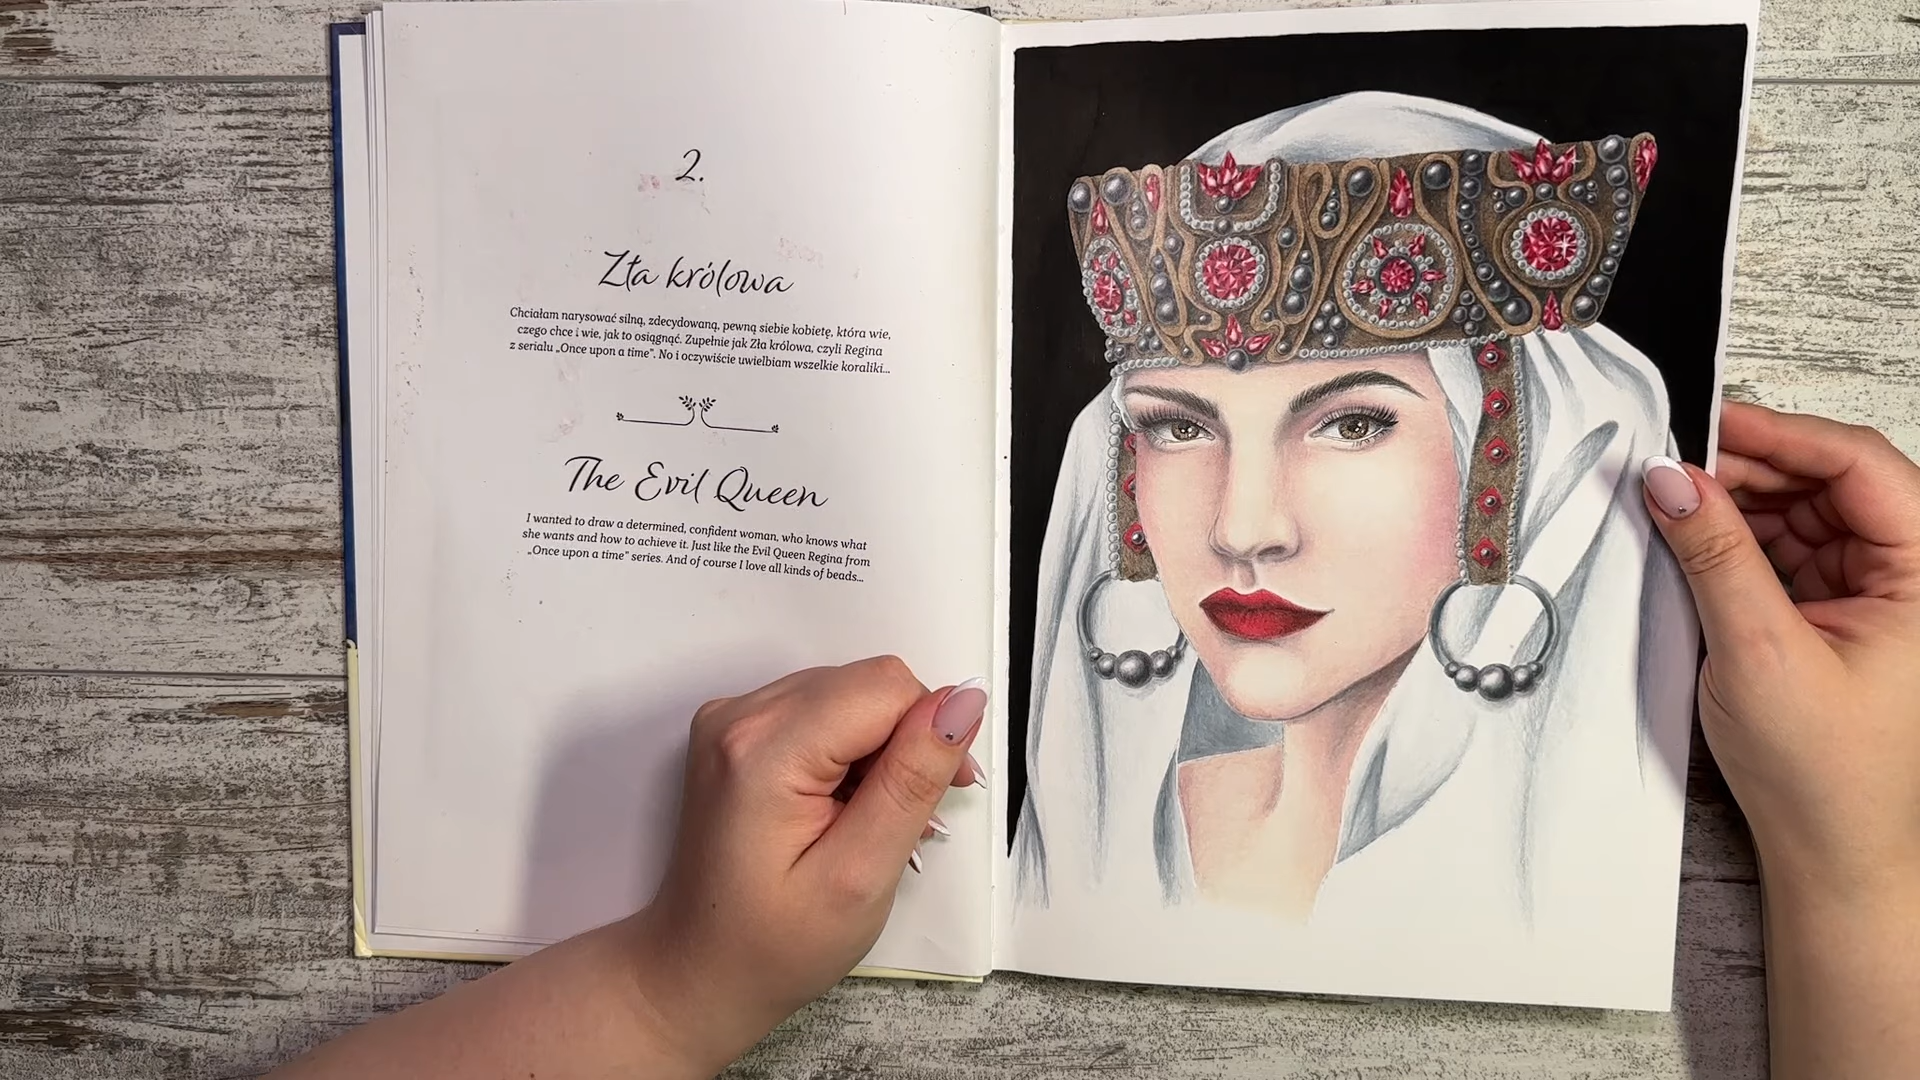 2.
Zła królowa
Chciałam narysować silną, zdecydowaną, pewną siebie kobietę, która wie,
czego chce i wie, jak to osiągnąć. Zupełnie jak Zła królowa, czyli Regina
z serialu „Once upon a time”. No i oczywiście uwielbiam wszelkie koraliki...
The Evil Queen
I wanted to draw a determined, confident woman, who knows what
she wants and how to achieve it. Just like the Evil Queen Regina from
„Once upon a time” series. And of course I love all kinds of beads...